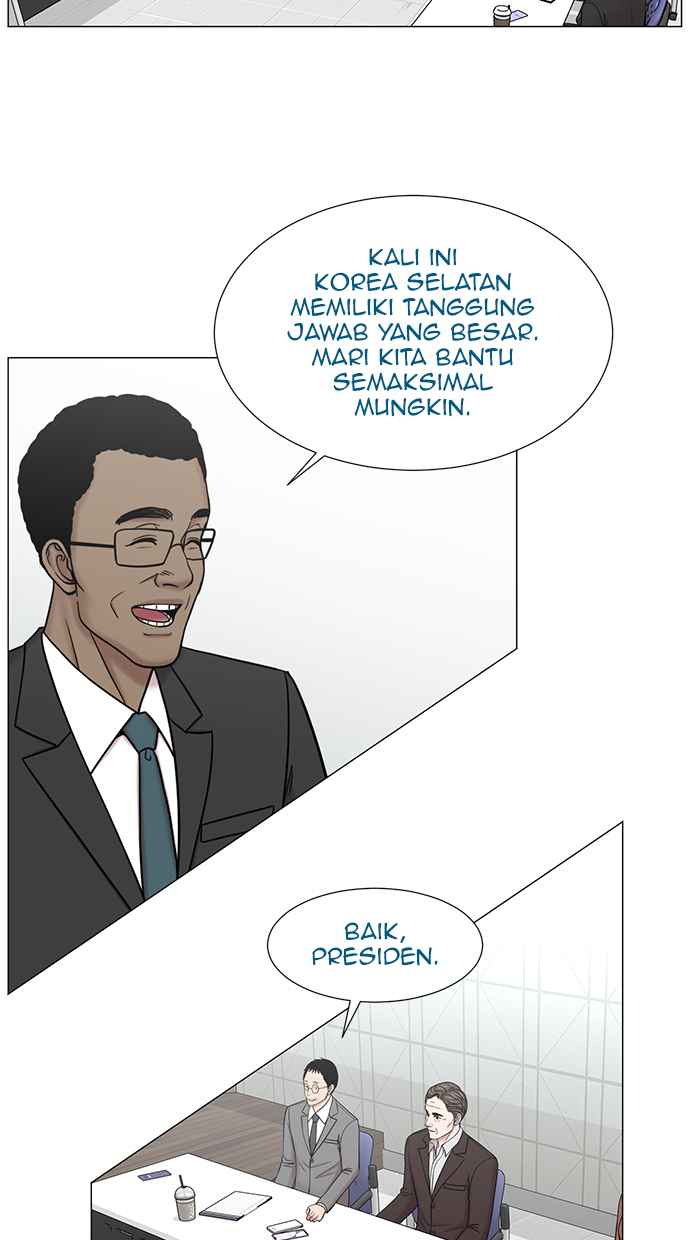 KALI INI
KOREA SELATAN
MEMILIKI TANGGUNG
JAWAB YANG BESAR.
MARI KITA BANTU
SEMAKSIMAL
MUNGKIN.
BAIK,
PRESIDEN.